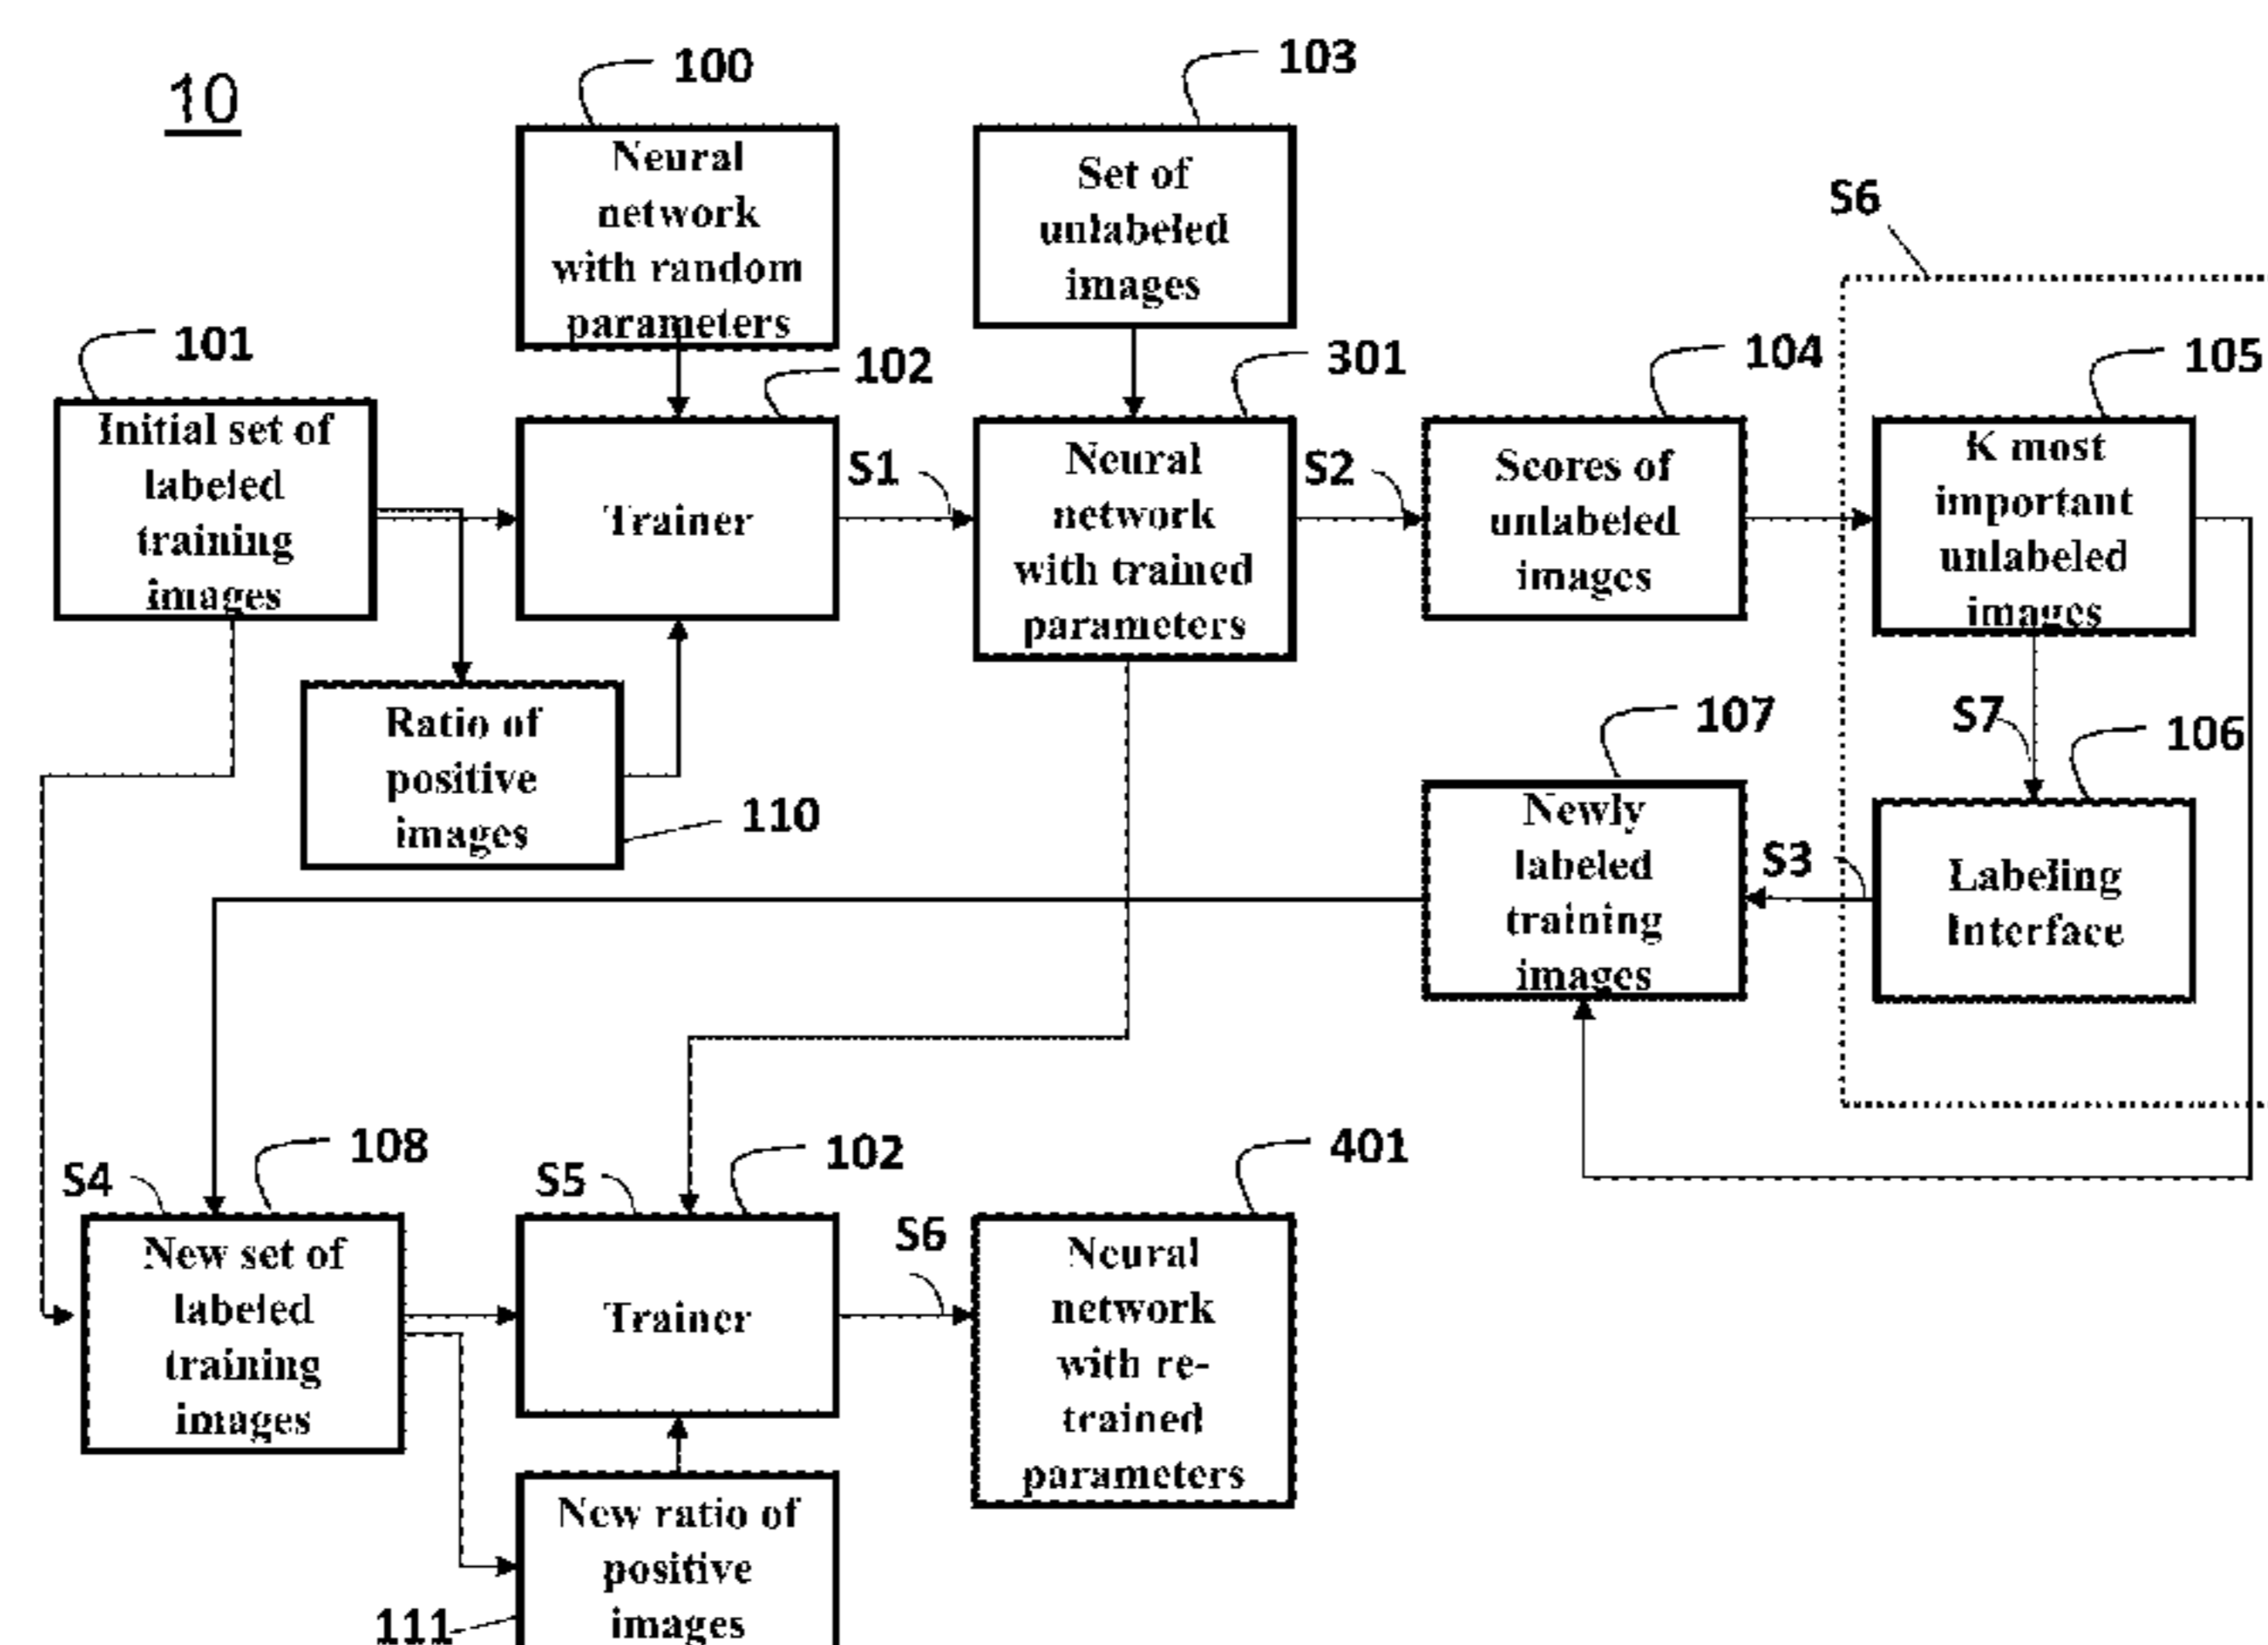 10
100
103
Neural
network
with random
parameters
Set of
unlabeled
images
S6
101
102
301
104
105
Initial set of
labeled
training
images
Trainer
S1
Neural
network
with trained
parameters
S2
Scores of
unlabeled
images
K most
important
unlabeled
images
Ratio of
positive
images
110
107
S7
106
Newly
labeled
training
images
S3
Labeling
Interface
S4
108
S5
102
401
New set of
labeled
training
images
Trainer
S6
Neural
network
with re-
trained
parameters
New ratio of
positive
images
111